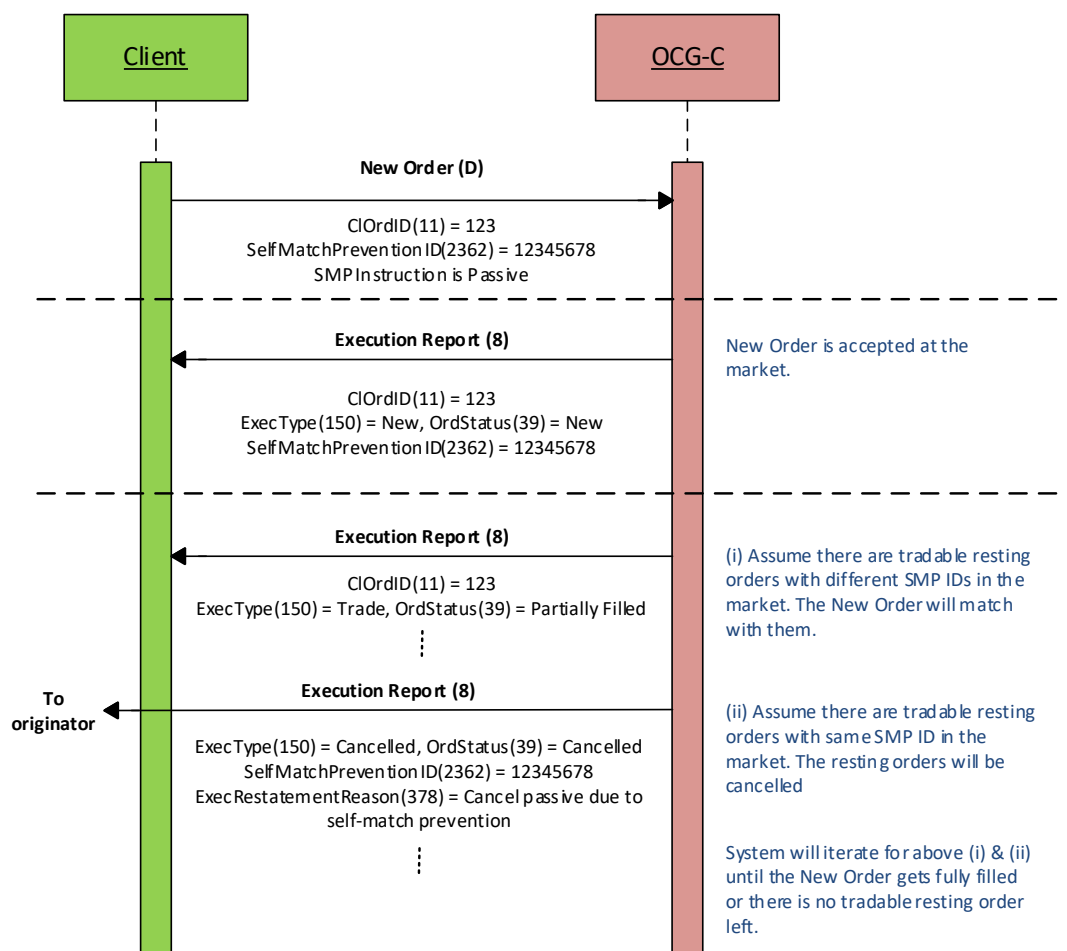 Client
OCG-C
New Order (D)
ClOrdID(11) = 123
SelfMatchPreventionID(2362) = 12345678
SMP Instruction is Passive
Execution Report (8)
New Order is accepted at the
market.
ClOrdID(11) = 123
ExecType(150) = New, OrdStatus(39) = New
SelfMatchPreventionID(2362) = 12345678
Execution Report (8)
(i) Assume there are tradable resting
orders with different SMP IDs in the
market. The New Order will match
with them.
ClOrdID(11) = 123
ExecType(150) = Trade, OrdStatus(39) = Partially Filled
Execution Report (8)
To
originator
(ii) Assume there are tradable resting
orders with same SMP ID in the
market. The resting orders will be
cancelled
ExecType(150) = Cancelled, OrdStatus(39) = Cancelled
SelfMatchPreventionID(2362) = 12345678
ExecRestatementReason(378) = Cancel passive due to
self-match prevention
System will iterate for above (i) & (ii)
until the New Order gets fully filled
or there is no tradable resting order
left.